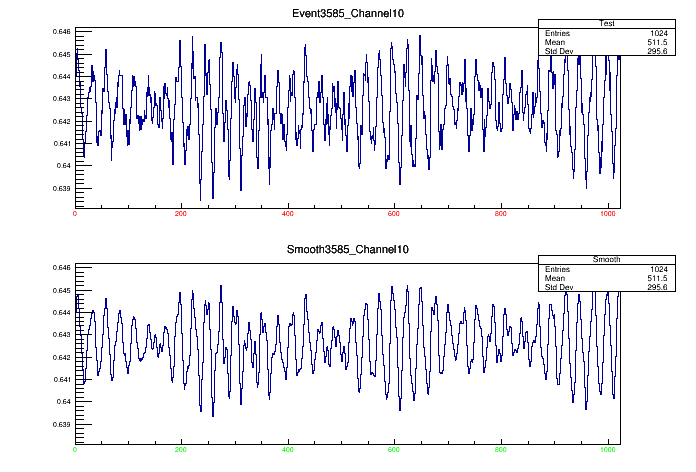 Event3585_Channel10
Test
Entries 1024
Mean 511.5
Std Dev 295.6
0.646
0.645
0.644
0.643
0.642
0.641
0.64
0.639
0 200 400 600 800 1000
Smooth3585_Channel10
Smooth
Entries 1024
Mean 511.5
Std Dev 295.6
0.646
0.645
0.644
0.643
0.642
0.641
0.64
0.639
0 200 400 600 800 1000